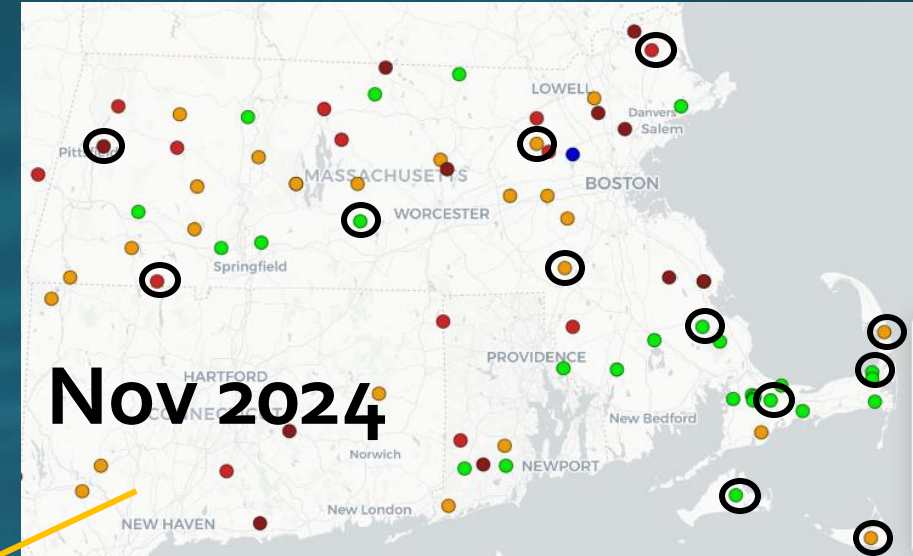 LOWELL
Danvers
Salem
Pittsfield
MASSACHUSETTS
BOSTON
WORCESTER
Springfield
PROVIDENCE
HARTFORD
Nov 2024
CONNECTICUT
New Bedford
Norwich
NEWPORT
New London
NEW HAVEN